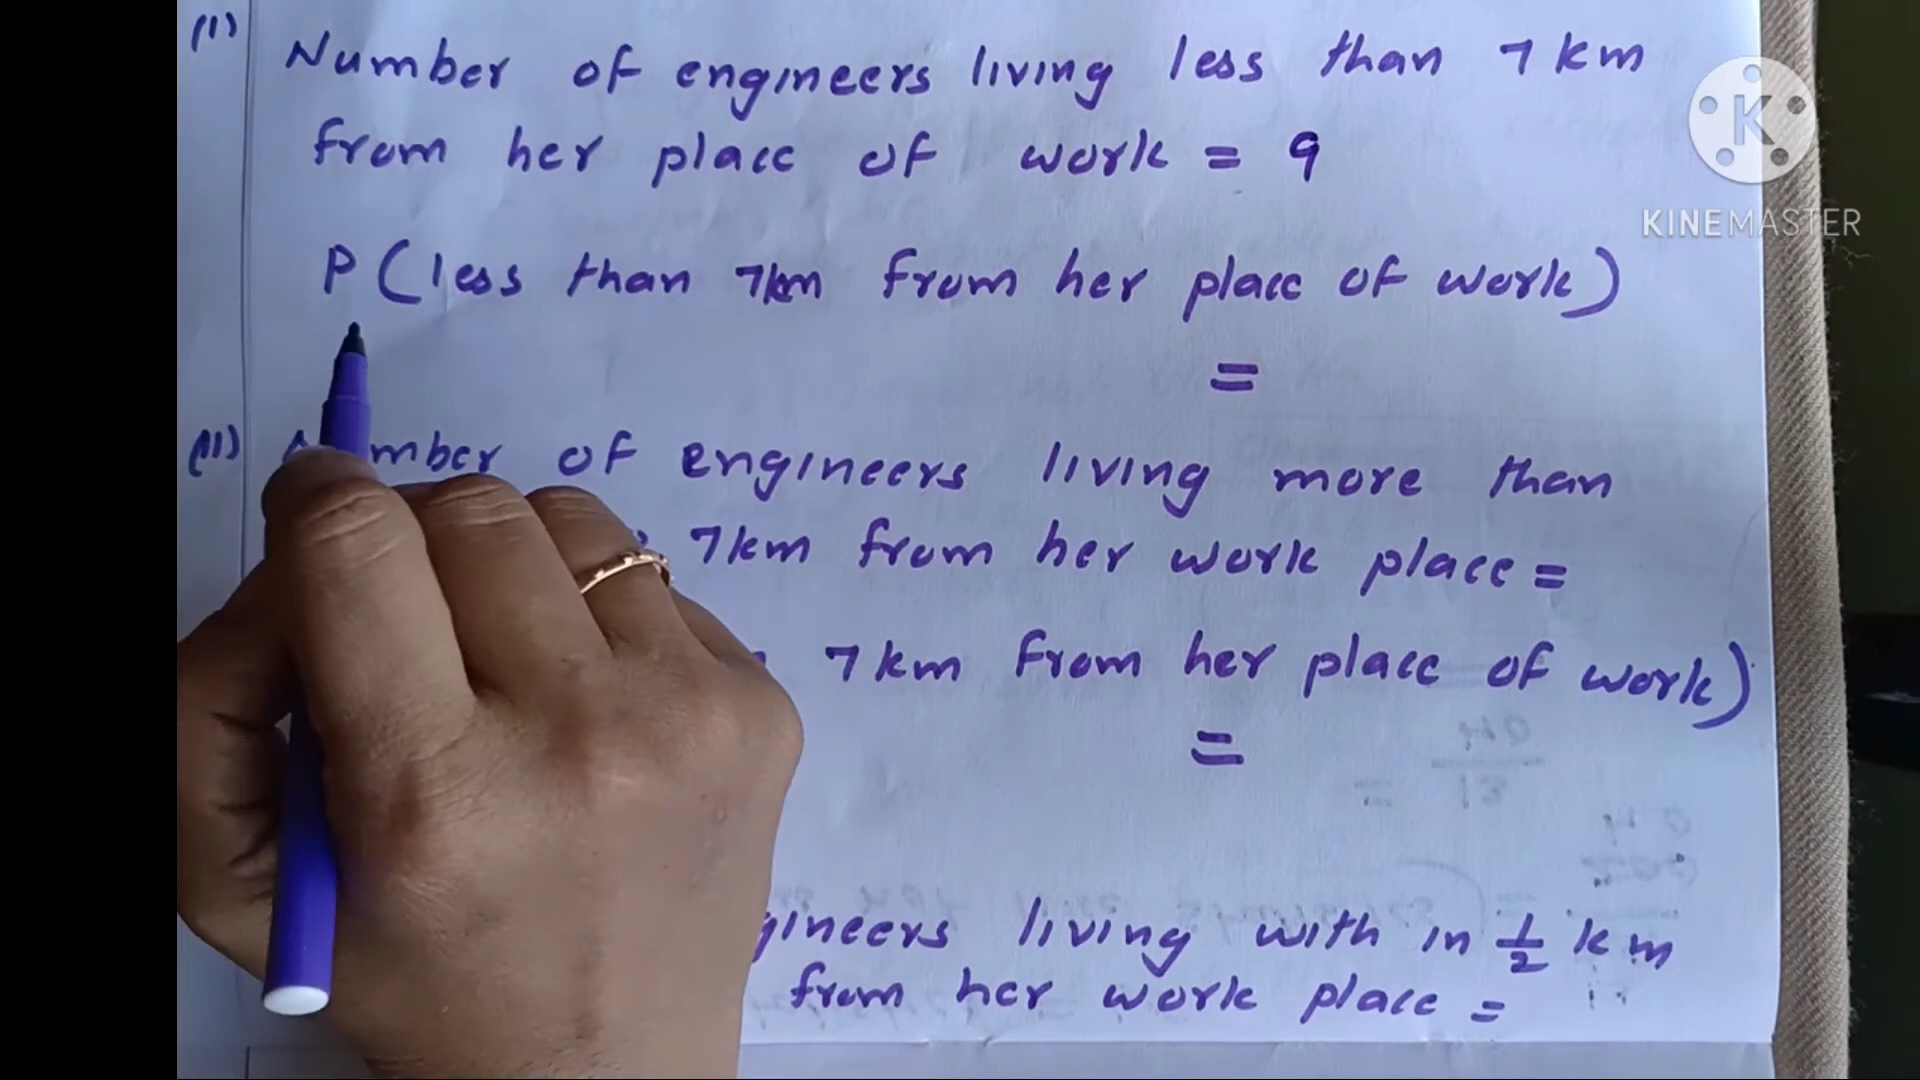 (i) Number of engineers living less than 7 km
from her place of work = 9
P (less than 7km from her place of work)
=
(ii) mber of engineers living more than
7km from her work place =
7 km from her place of work)
=
gineers living with in 1/2 km
from her work place =
KINEMASTER